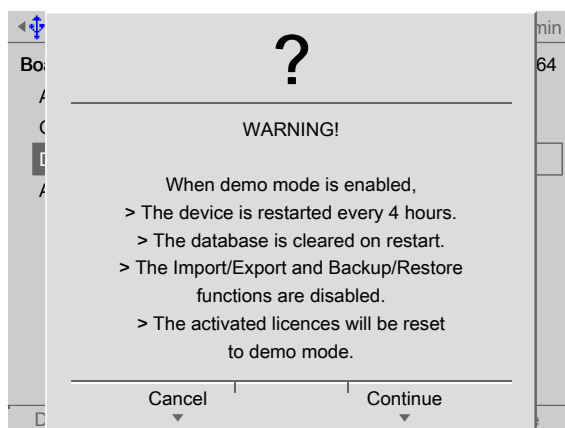 ?
WARNING!
When demo mode is enabled,
> The device is restarted every 4 hours.
> The database is cleared on restart.
> The Import/Export and Backup/Restore
functions are disabled.
> The activated licences will be reset
to demo mode.
Cancel Continue